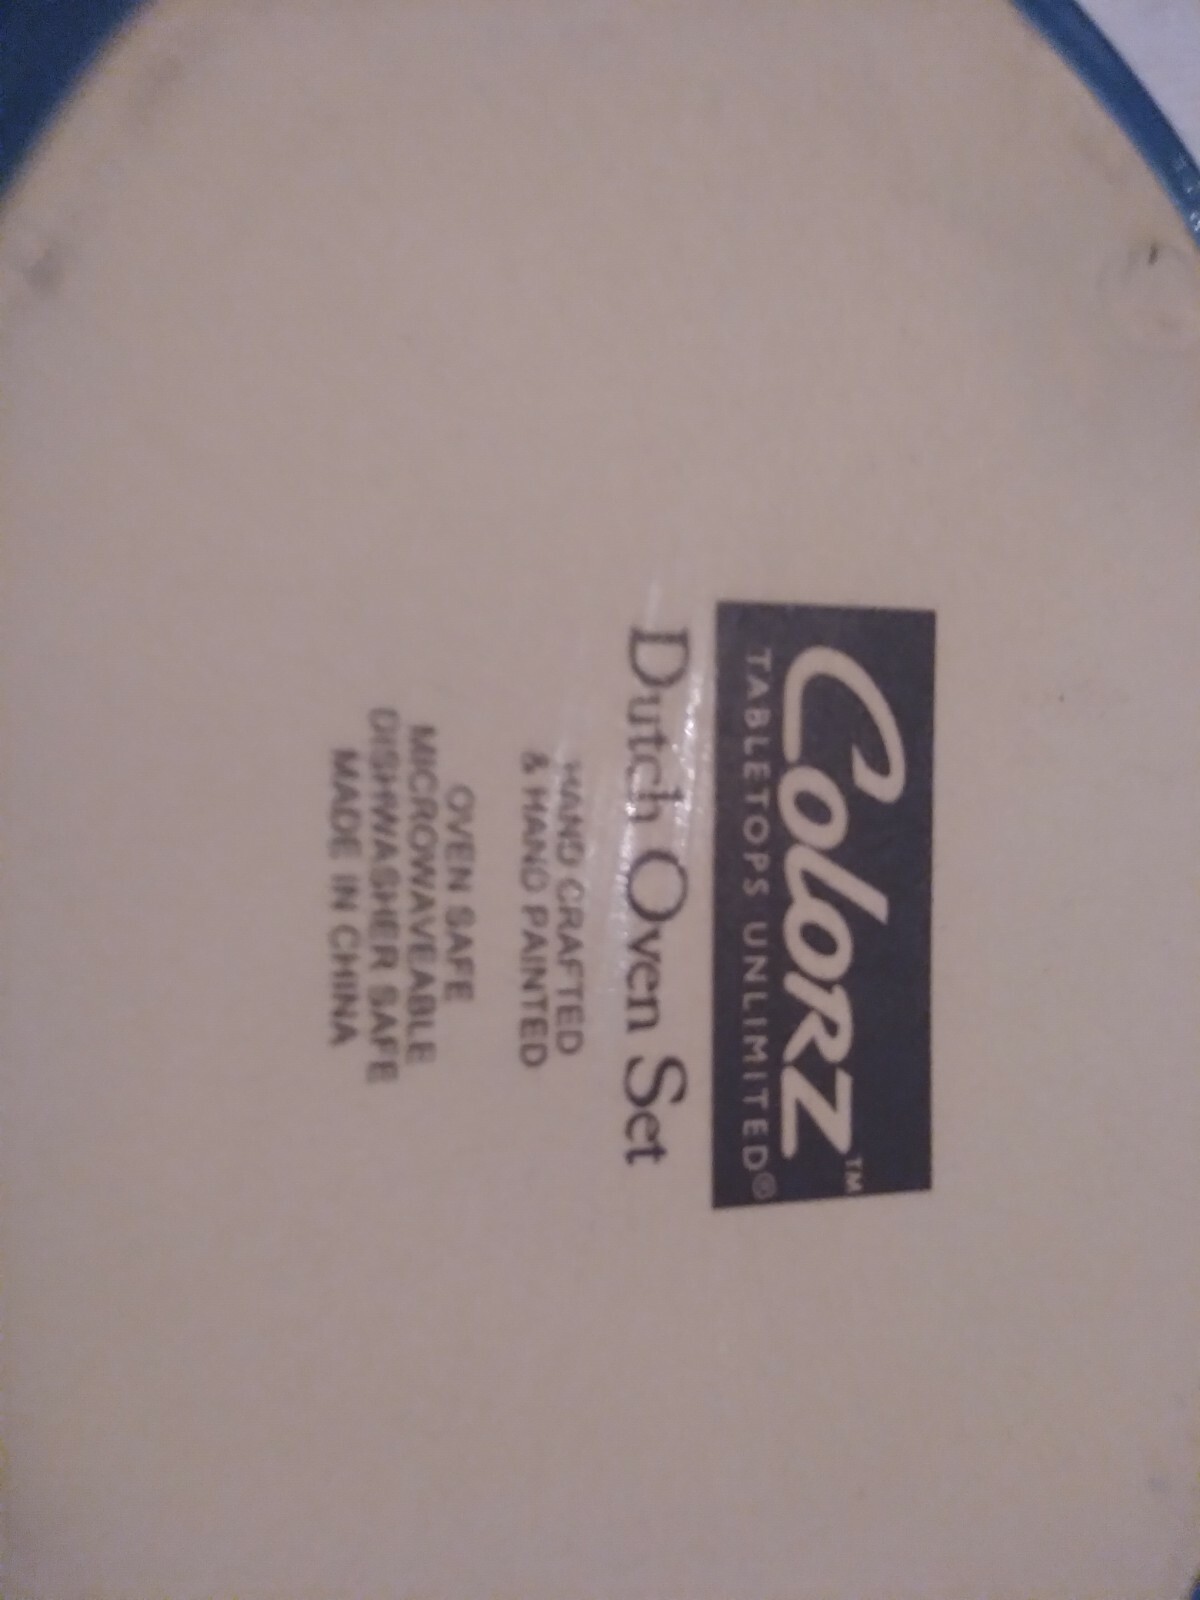 Colorz™
TABLETOPS UNLIMITED®
Dutch Oven Set
HAND CRAFTED
& HAND PAINTED
OVEN SAFE
MICROWAVEABLE
DISHWASHER SAFE
MADE IN CHINA